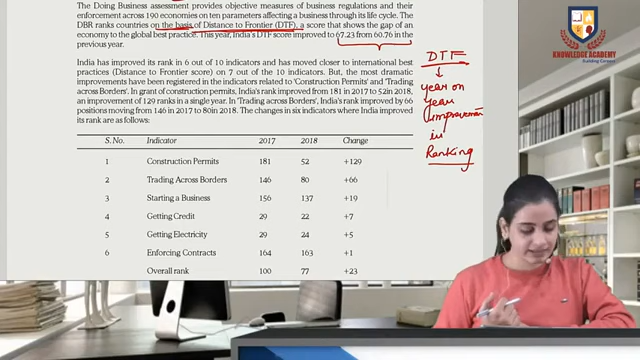 The Doing Business assessment provides objective measures of business regulations and their
enforcement across 190 economies on ten parameters affecting a business through its life cycle. The
DBR ranks countries on the basis of Distance to Frontier (DTF), a score that shows the gap of an
economy to the global best practice. This year, India's DTF score improved to 67.23 from 60.76 in the
previous year.
India has improved its rank in 6 out of 10 indicators and has moved closer to international best
practices (Distance to Frontier score) on 7 out of the 10 indicators. But, the most dramatic
improvements have been registered in the indicators related to 'Construction Permits' and 'Trading
across Borders'. In grant of construction permits, India's rank improved from 181 in 2017 to 52in 2018,
an improvement of 129 ranks in a single year. In 'Trading across Borders', India's rank improved by 66
positions moving from 146 in 2017 to 80in 2018. The changes in six indicators where India improved
its rank are as follows:
S. No. Indicator 2017 2018 Change
1 Construction Permits 181 52 +129
2 Trading Across Borders 146 80 +66
3 Starting a Business 156 137 +19
4 Getting Credit 29 22 +7
5 Getting Electricity 29 24 +5
6 Enforcing Contracts 164 163 +1
Overall rank 100 77 +23
DTF
year on
year
improvement
in
Ranking
KNOWLEDGE ACADEMY
Building Careers